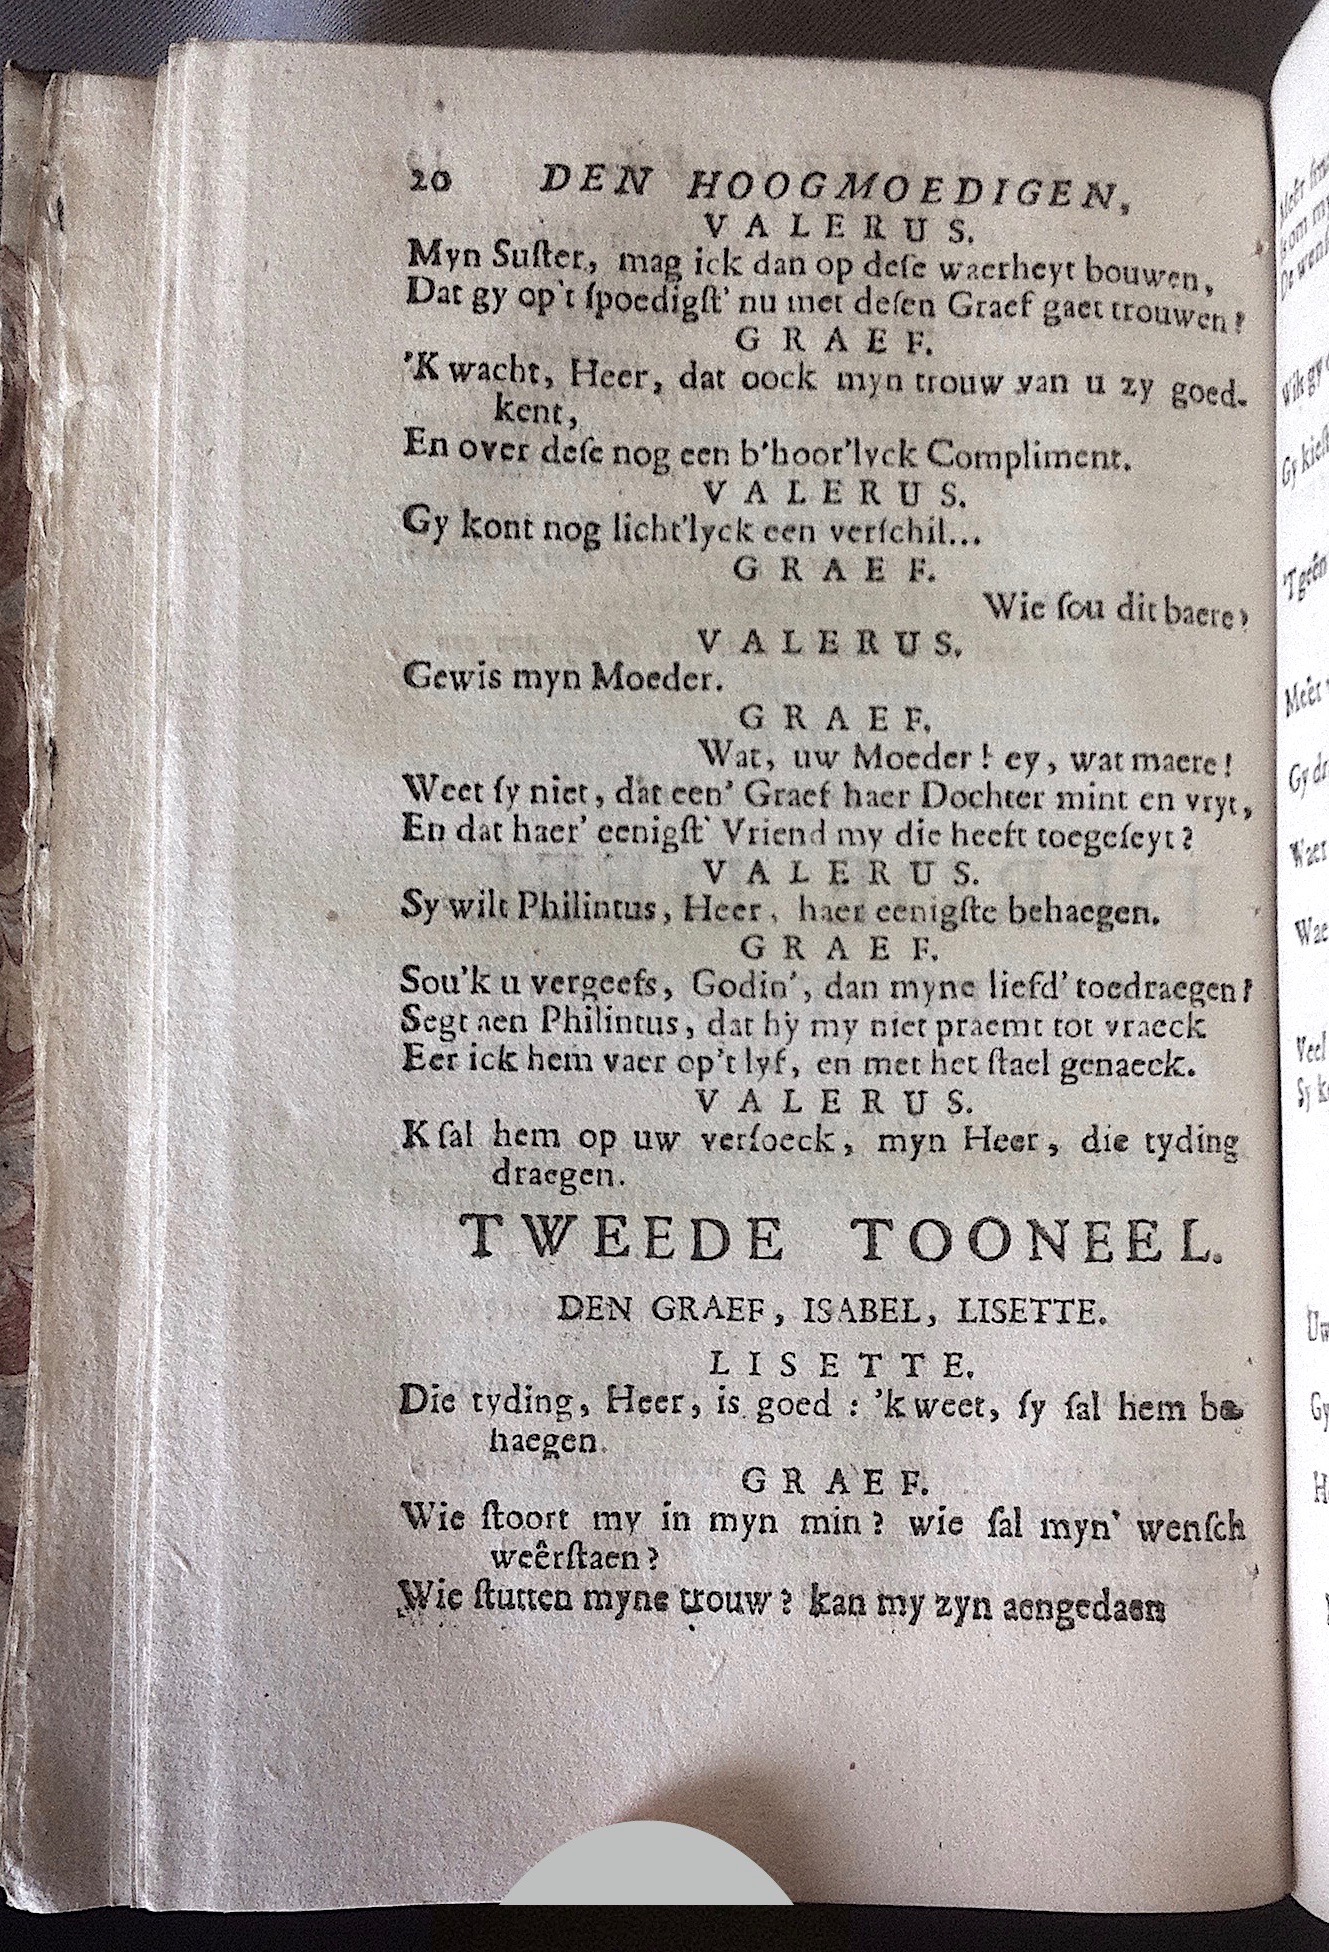 20 DEN HOOGMOEDIGEN,
VALERUS.
Myn Suſter, mag ick dan op deſe waerheyt bouwen,
Dat gy op't ſpoedigſt' nu met deſen Graef gaet trouwen?
GRAEF.
'K wacht, Heer, dat oock myn trouw van u zy goed-
kent,
En over deſe nog een b'hoor'lyck Compliment.
VALERUS.
Gy kont nog licht'lyck een verſchil...
GRAEF.
Wie ſou dit baere?
VALERUS.
Gewis myn Moeder.
GRAEF.
Wat, uw Moeder! ey, wat maere!
Weet ſy niet, dat een' Graef haer Dochter mint en vryt,
En dat haer' eenigſt' Vriend my die heeft toegeſeyt?
VALERUS.
Sy wilt Philintus, Heer, haer eenigſte behaegen.
GRAEF.
Sou'k u vergeefs, Godin', dan myne liefd' toedraegen?
Segt aen Philintus, dat hy my niet praemt tot vraeck
Eer ick hem vaer op't lyf, en met het ſtael genaeck.
VALERUS.
K ſal hem op uw verſoeck, myn Heer, die tyding
draegen.
TWEEDE TOONEEL.
DEN GRAEF, ISABEL, LISETTE.
LISETTE.
Die tyding, Heer, is goed : 'k weet, ſy ſal hem be-
haegen.
GRAEF.
Wie ſtoort my in myn min? wie ſal myn' wenſch
weêrſtaen?
Wie ſtutten myne trouw? kan my zyn aengedaen